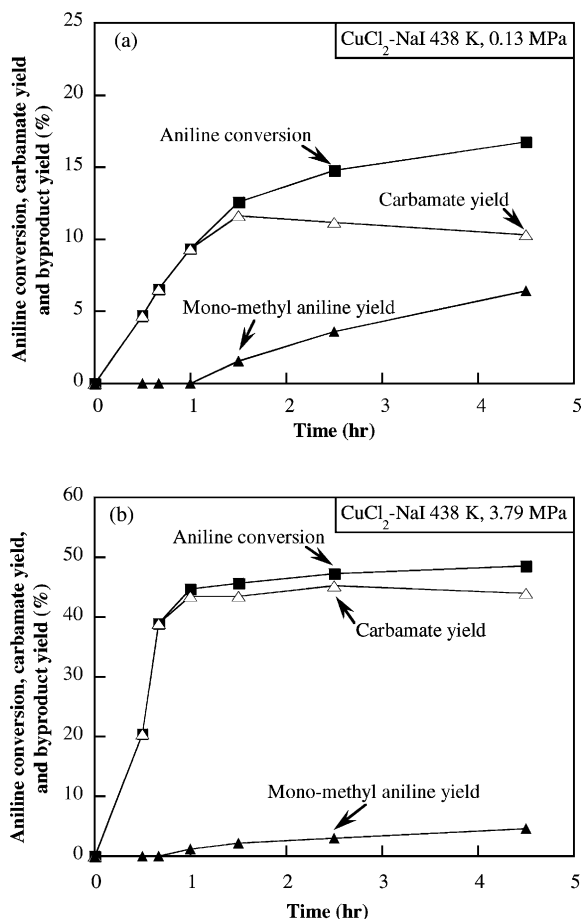 (a)
CuCl2-NaI 438 K, 0.13 MPa
Aniline conversion
Carbamate yield
Mono-methyl aniline yield
Aniline conversion, carbamate yield
and byproduct yield (%)
25
20
15
10
5
0
0 1 2 3 4 5
Time (hr)
(b)
CuCl2-NaI 438 K, 3.79 MPa
Aniline conversion
Carbamate yield
Mono-methyl aniline yield
Aniline conversion, carbamate yield,
and byproduct yield (%)
60
50
40
30
20
10
0
0 1 2 3 4 5
Time (hr)